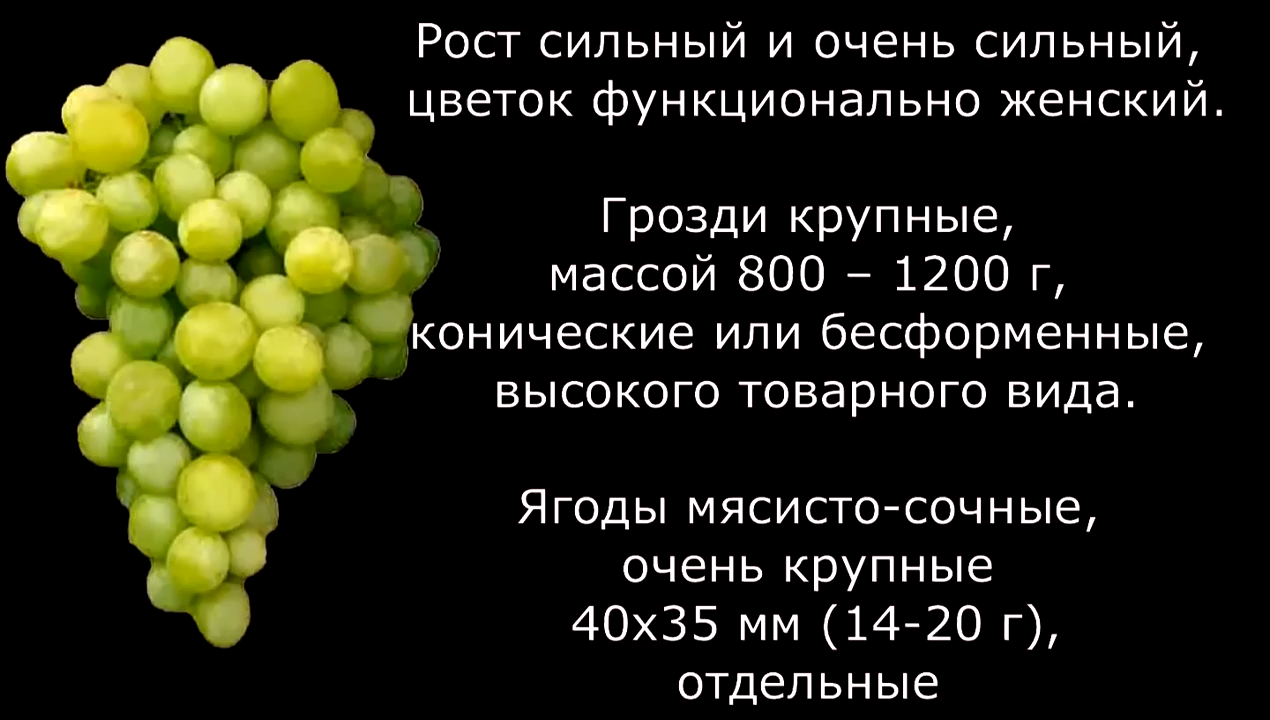 Рост сильный и очень сильный,
цветок функционально женский.
Грозди крупные,
массой 800 – 1200 г,
конические или бесформенные,
высокого товарного вида.
Ягоды мясисто-сочные,
очень крупные
40х35 мм (14-20 г),
отдельные